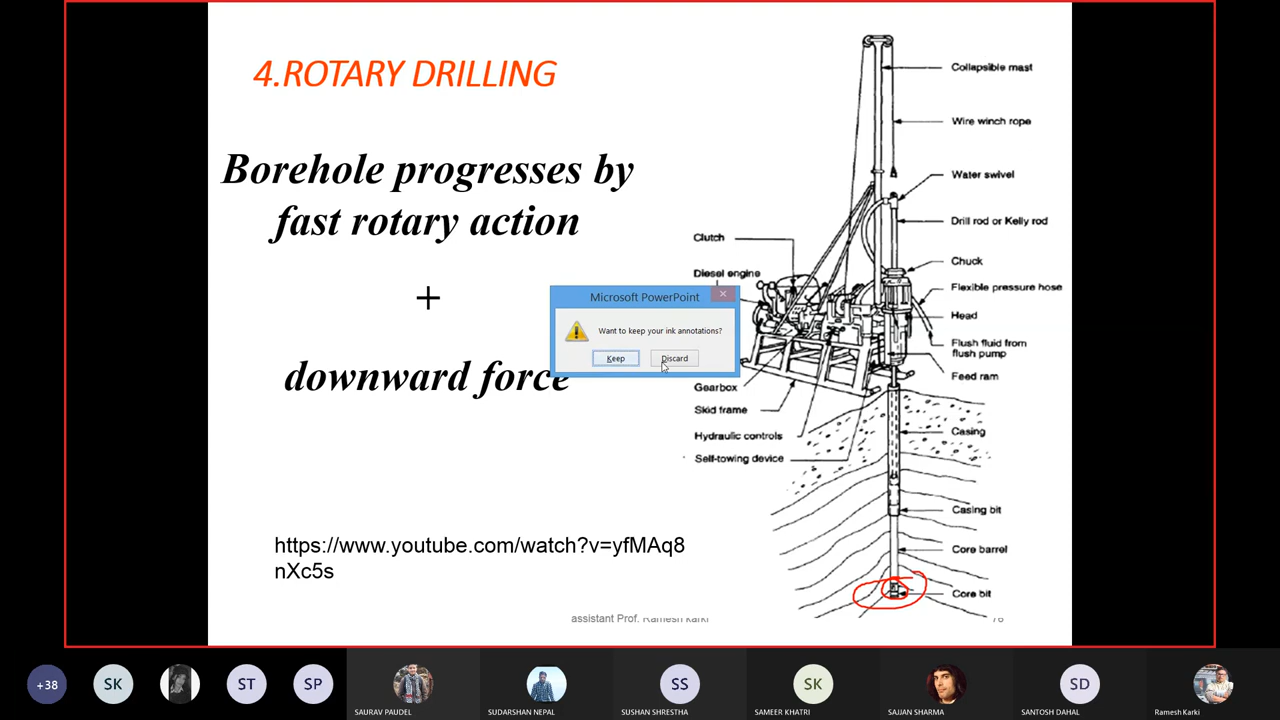 4.ROTARY DRILLING
Borehole progresses by
fast rotary action
+
downward force
https://www.youtube.com/watch?v=yfMAq8
nXc5s
Collapsible mast
Wire winch rope
Water swivel
Drill rod or Kelly rod
Clutch
Chuck
Diesel engine
Flexible pressure hose
Head
Flush fluid from
flush pump
Feed ram
Gearbox
Skid frame
Casing
Hydraulic controls
Self-towing device
Casing bit
Core barrel
Core bit
Microsoft PowerPoint
Want to keep your ink annotations?
Keep
Discard
assistant Prof. Ramesh karki
76
+38
SK
ST
SP
SAURAV PAUDEL
SUDARSHAN NEPAL
SS
SUSHAN SHRESTHA
SK
SAMEER KHATRI
SAJJAN SHARMA
SD
SANTOSH DAHAL
Ramesh Karki